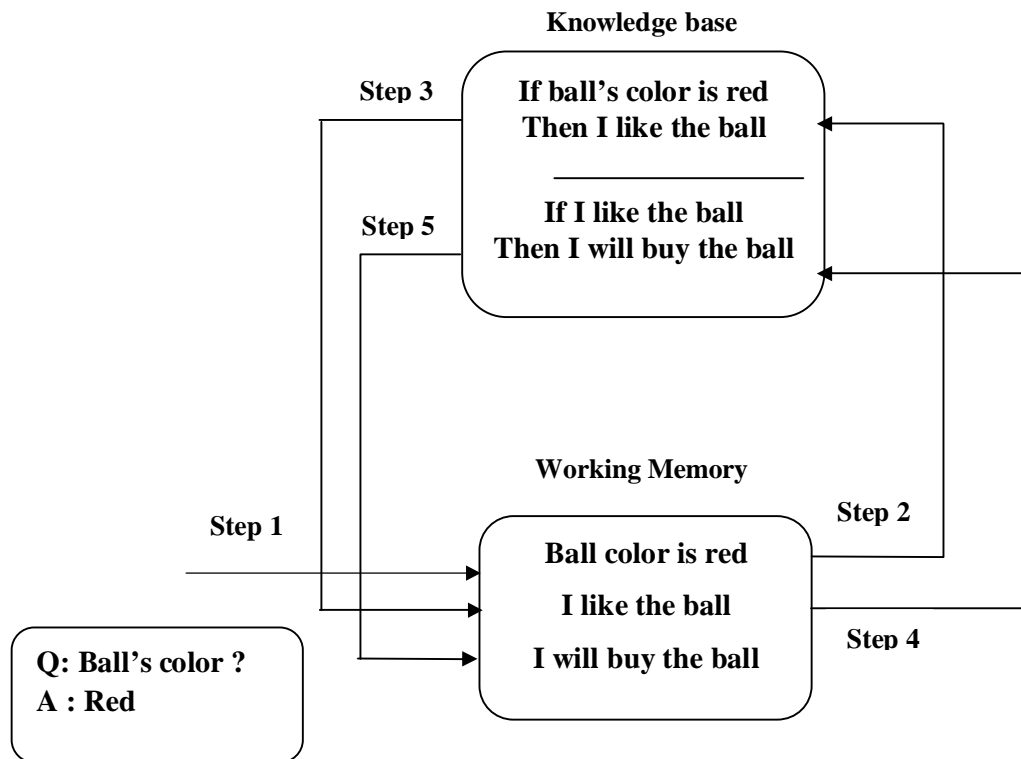 Knowledge base
Step 3
If ball’s color is red
Then I like the ball
If I like the ball
Step 5
Then I will buy the ball
Working Memory
Step 1
Step 2
Ball color is red
I like the ball
Step 4
I will buy the ball
Q: Ball’s color ?
A : Red